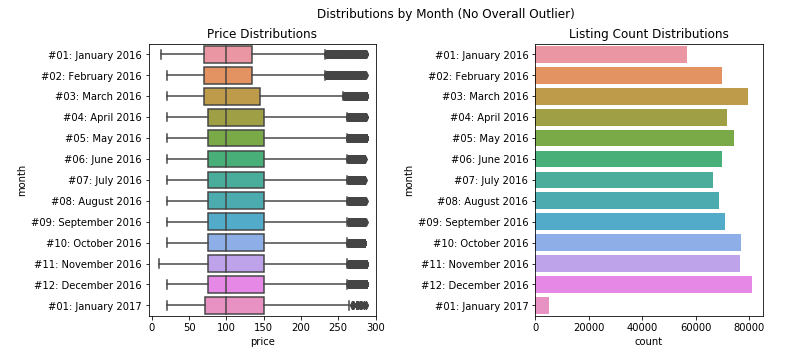 Distributions by Month (No Overall Outlier)
Price Distributions
#01: January 2016
#02: February 2016
#03: March 2016
#04: April 2016
#05: May 2016
#06: June 2016
#07: July 2016
#08: August 2016
#09: September 2016
#10: October 2016
#11: November 2016
#12: December 2016
#01: January 2017
month
0 50 100 150 200 250 300
price
Listing Count Distributions
#01: January 2016
#02: February 2016
#03: March 2016
#04: April 2016
#05: May 2016
#06: June 2016
#07: July 2016
#08: August 2016
#09: September 2016
#10: October 2016
#11: November 2016
#12: December 2016
#01: January 2017
month
0 20000 40000 60000 80000
count